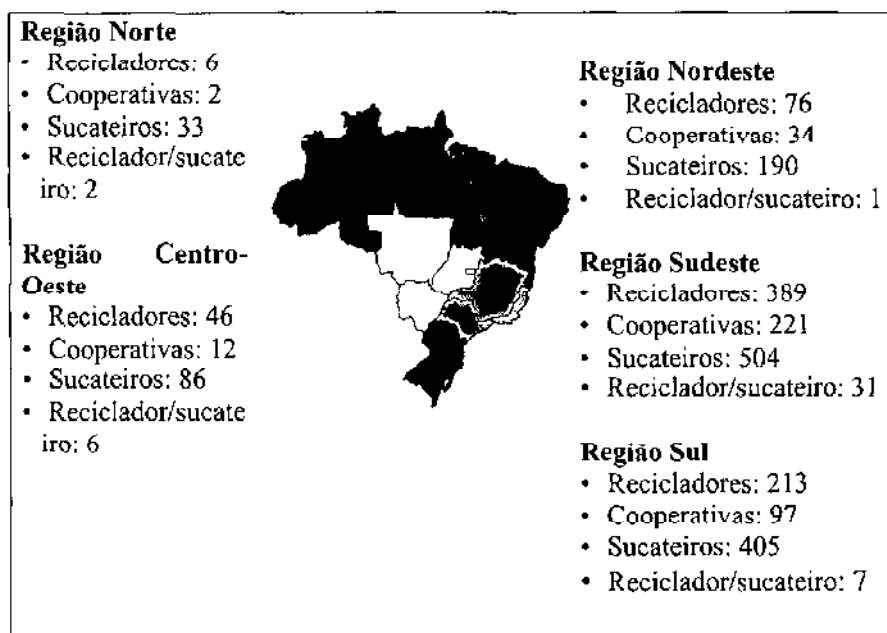 Região Norte
- Recicladores: 6
• Cooperativas: 2
• Sucateiros: 33
• Reciclador/sucate
iro: 2
Região Centro-
Oeste
• Recicladores: 46
• Cooperativas: 12
• Sucateiros: 86
• Reciclador/sucate
iro: 6
Região Nordeste
• Recicladores: 76
• Cooperativas: 34
• Sucateiros: 190
• Reciclador/sucateiro: 1
Região Sudeste
- Recicladores: 389
• Cooperativas: 221
• Sucateiros: 504
• Reciclador/sucateiro: 31
Região Sul
• Recicladores: 213
• Cooperativas: 97
• Sucateiros: 405
• Reciclador/sucateiro: 7